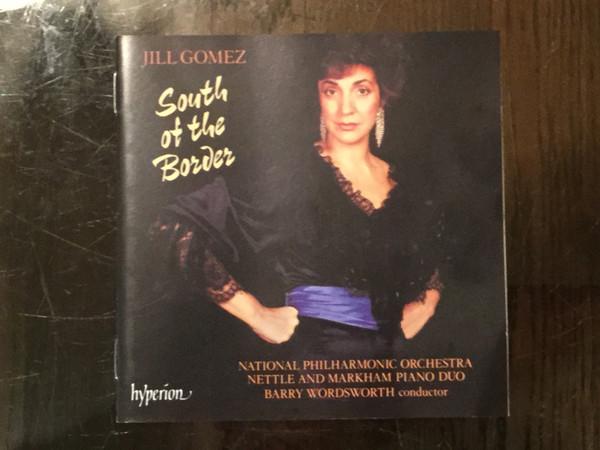 JILL GOMEZ
South
of the
Border
NATIONAL PHILHARMONIC ORCHESTRA
NETTLE AND MARKHAM PIANO DUO
BARRY WORDSWORTH conductor
hyperion